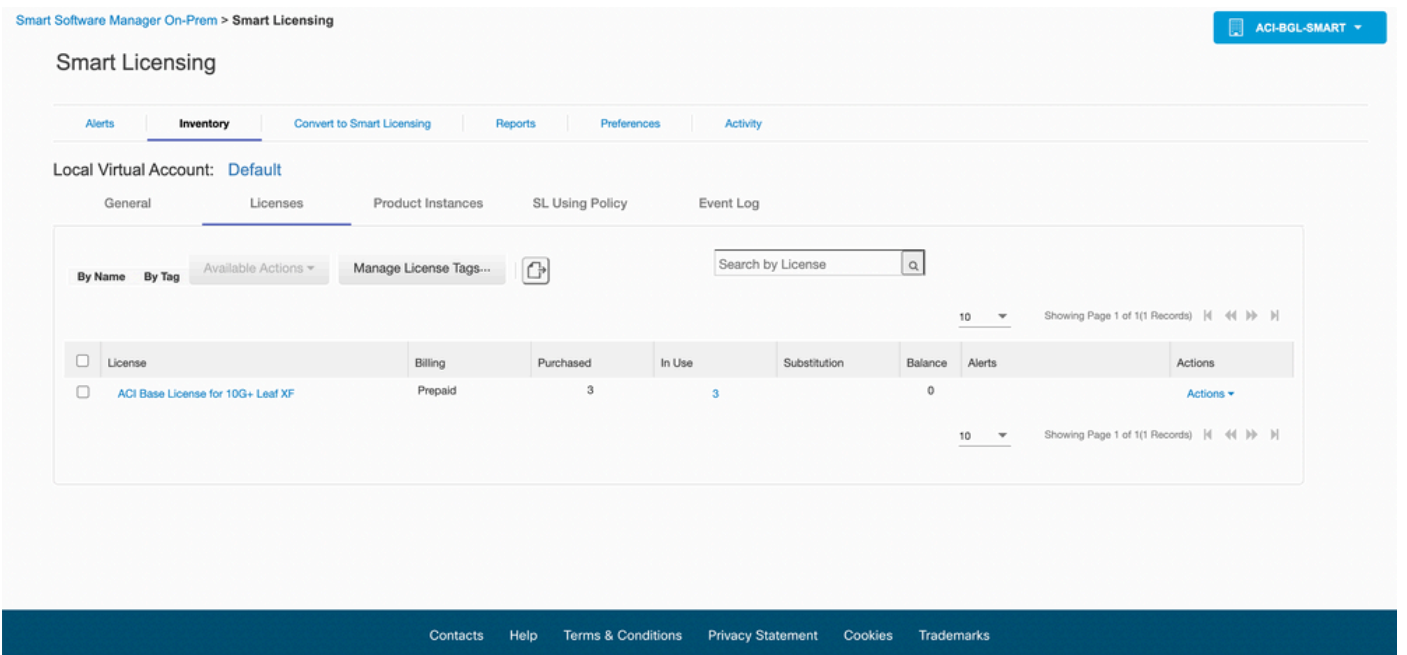 Smart Software Manager On-Prem > Smart Licensing
ACI-BGL-SMART
Smart Licensing
Alerts Inventory Convert to Smart Licensing Reports Preferences Activity
Local Virtual Account: Default
General Licenses Product Instances SL Using Policy Event Log
By Name By Tag Available Actions Manage License Tags... Search by License
10 Showing Page 1 of 1(1 Records)
License Billing Purchased In Use Substitution Balance Alerts Actions
ACI Base License for 10G+ Leaf XF Prepaid 3 3 0 Actions
10 Showing Page 1 of 1(1 Records)
Contacts Help Terms & Conditions Privacy Statement Cookies Trademarks